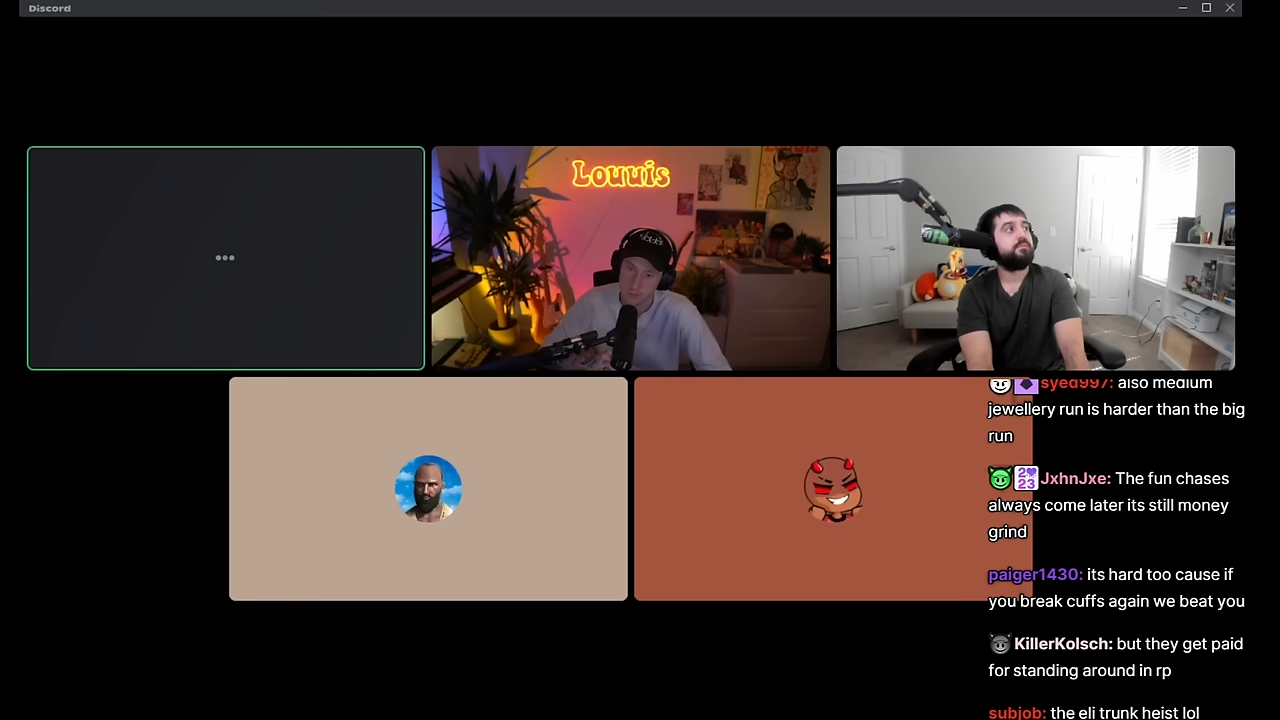 Discord
Louuis
syed997: also medium
jewellery run is harder than the big
run
2 23 JxhnJxe: The fun chases
always come later its still money
grind
paiger1430: its hard too cause if
you break cuffs again we beat you
KillerKolsch: but they get paid
for standing around in rp
subjob: the eli trunk heist lol